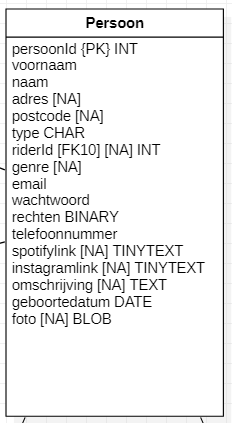 Persoon
persoonId {PK} INT
voornaam
naam
adres [NA]
postcode [NA]
type CHAR
riderId [FK10] [NA] INT
genre [NA]
email
wachtwoord
rechten BINARY
telefoonnummer
spotifylink [NA] TINYTEXT
instagramlink [NA] TINYTEXT
omschrijving [NA] TEXT
geboortedatum DATE
foto [NA] BLOB